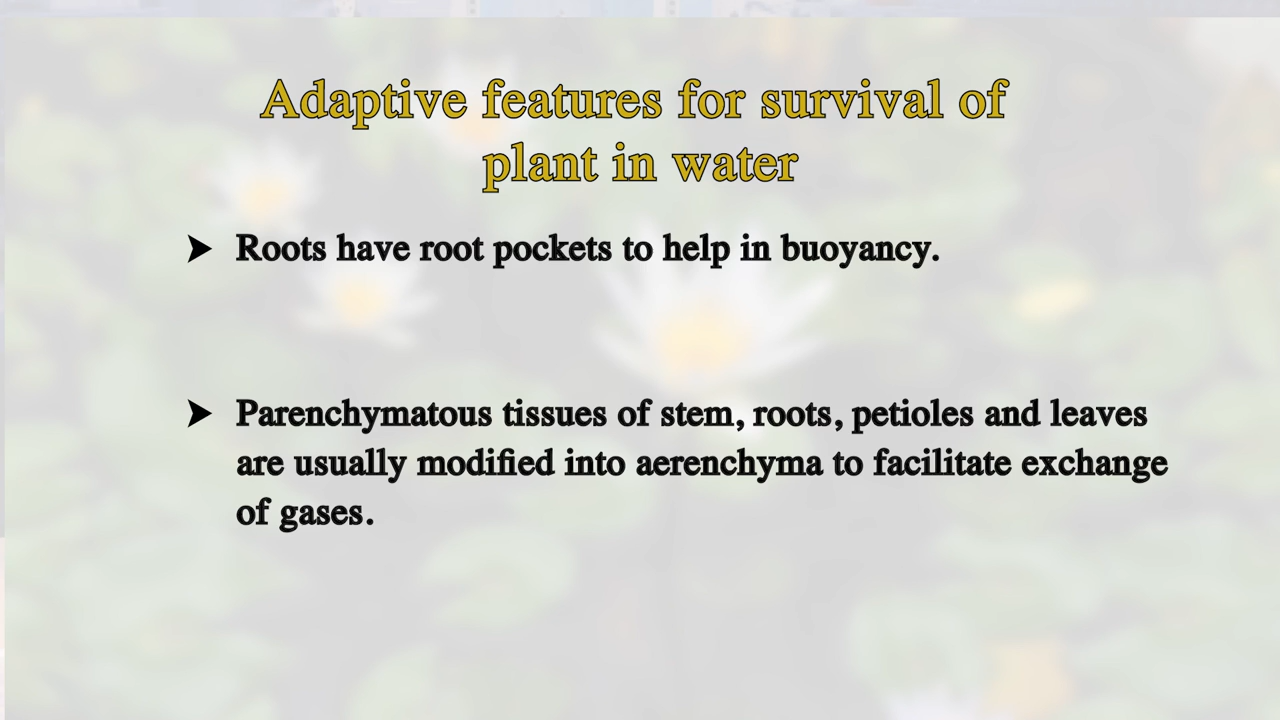 Adaptive features for survival of
plant in water
➤ Roots have root pockets to help in buoyancy.
➤ Parenchymatous tissues of stem, roots, petioles and leaves
are usually modified into aerenchyma to facilitate exchange
of gases.